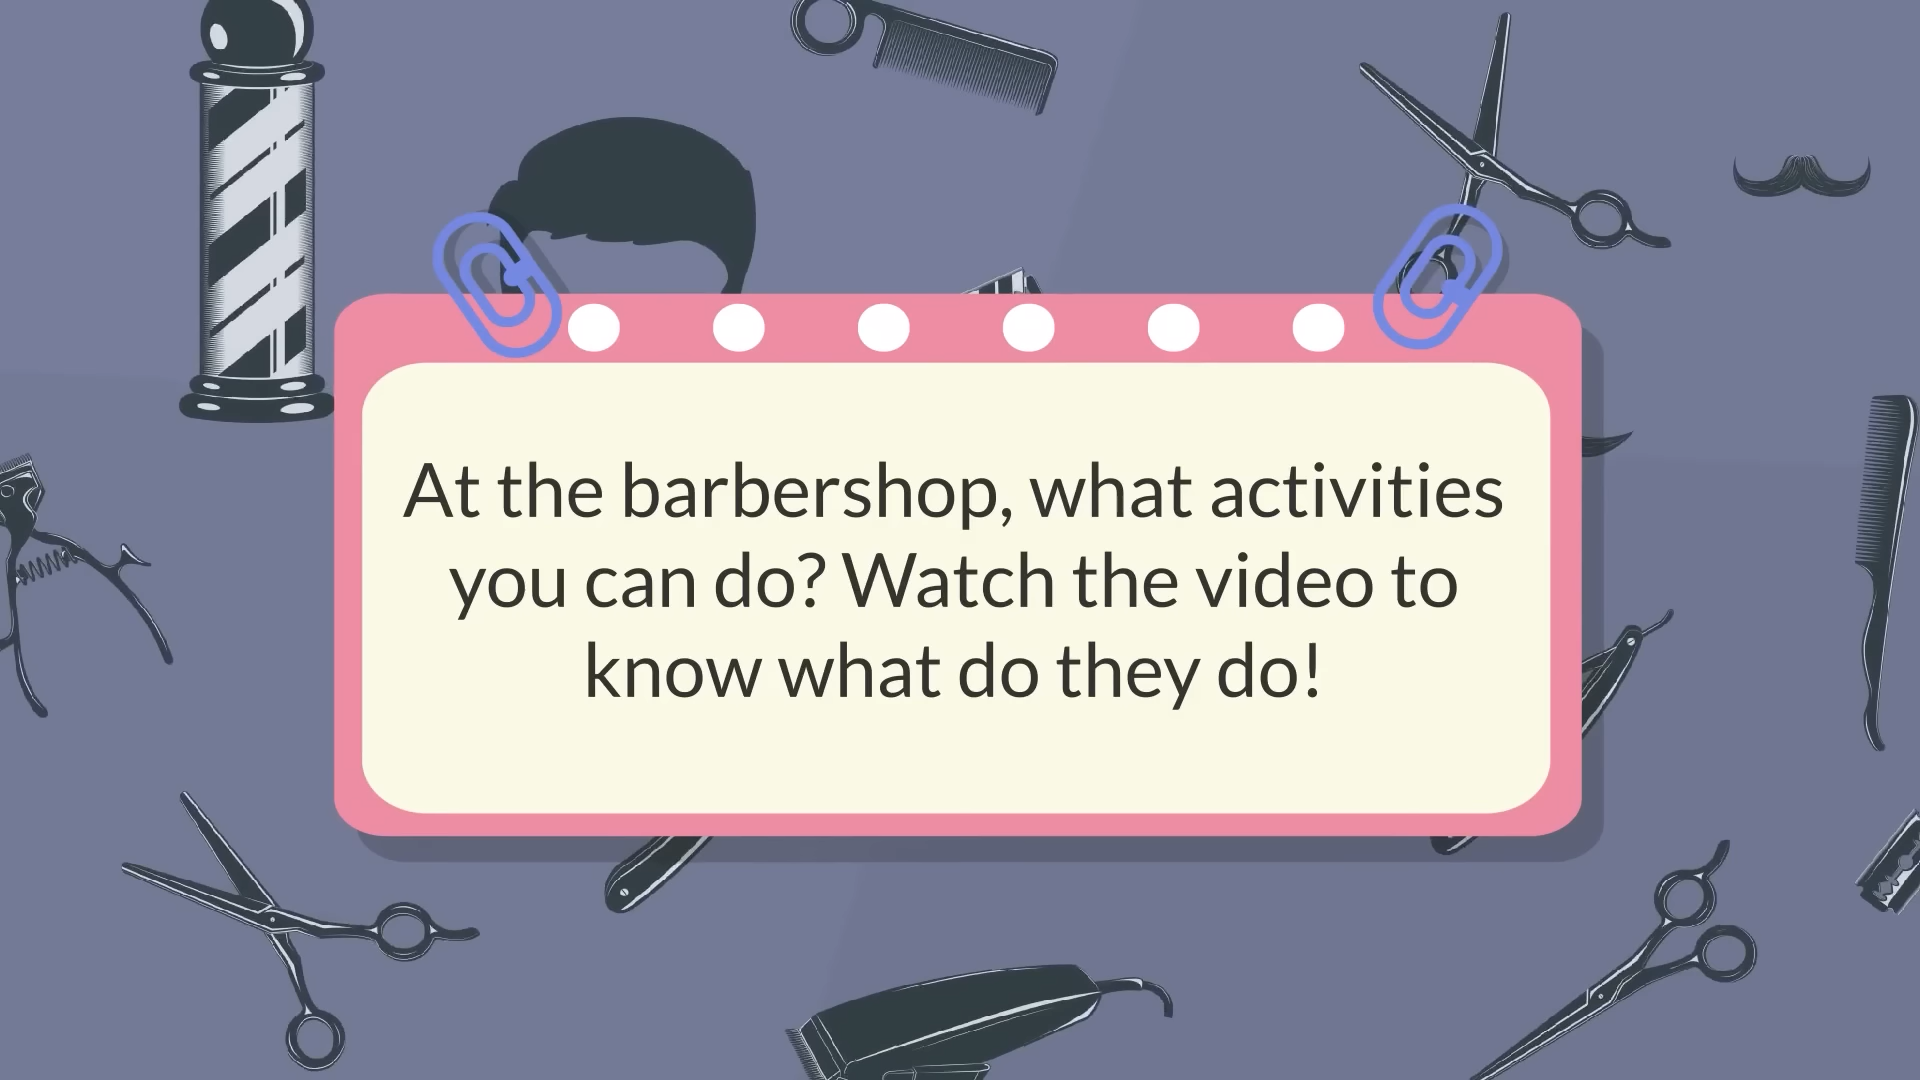 At the barbershop, what activities
you can do? Watch the video to
know what do they do!